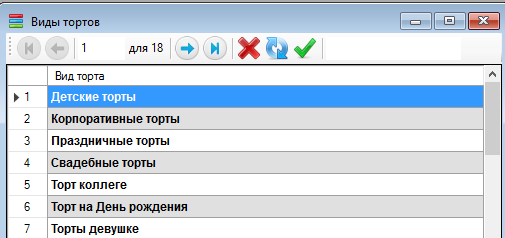 Виды тортов
1 для 18
Вид торта
1 Детские торты
2 Корпоративные торты
3 Праздничные торты
4 Свадебные торты
5 Торт коллеге
6 Торт на День рождения
7 Торты девушке